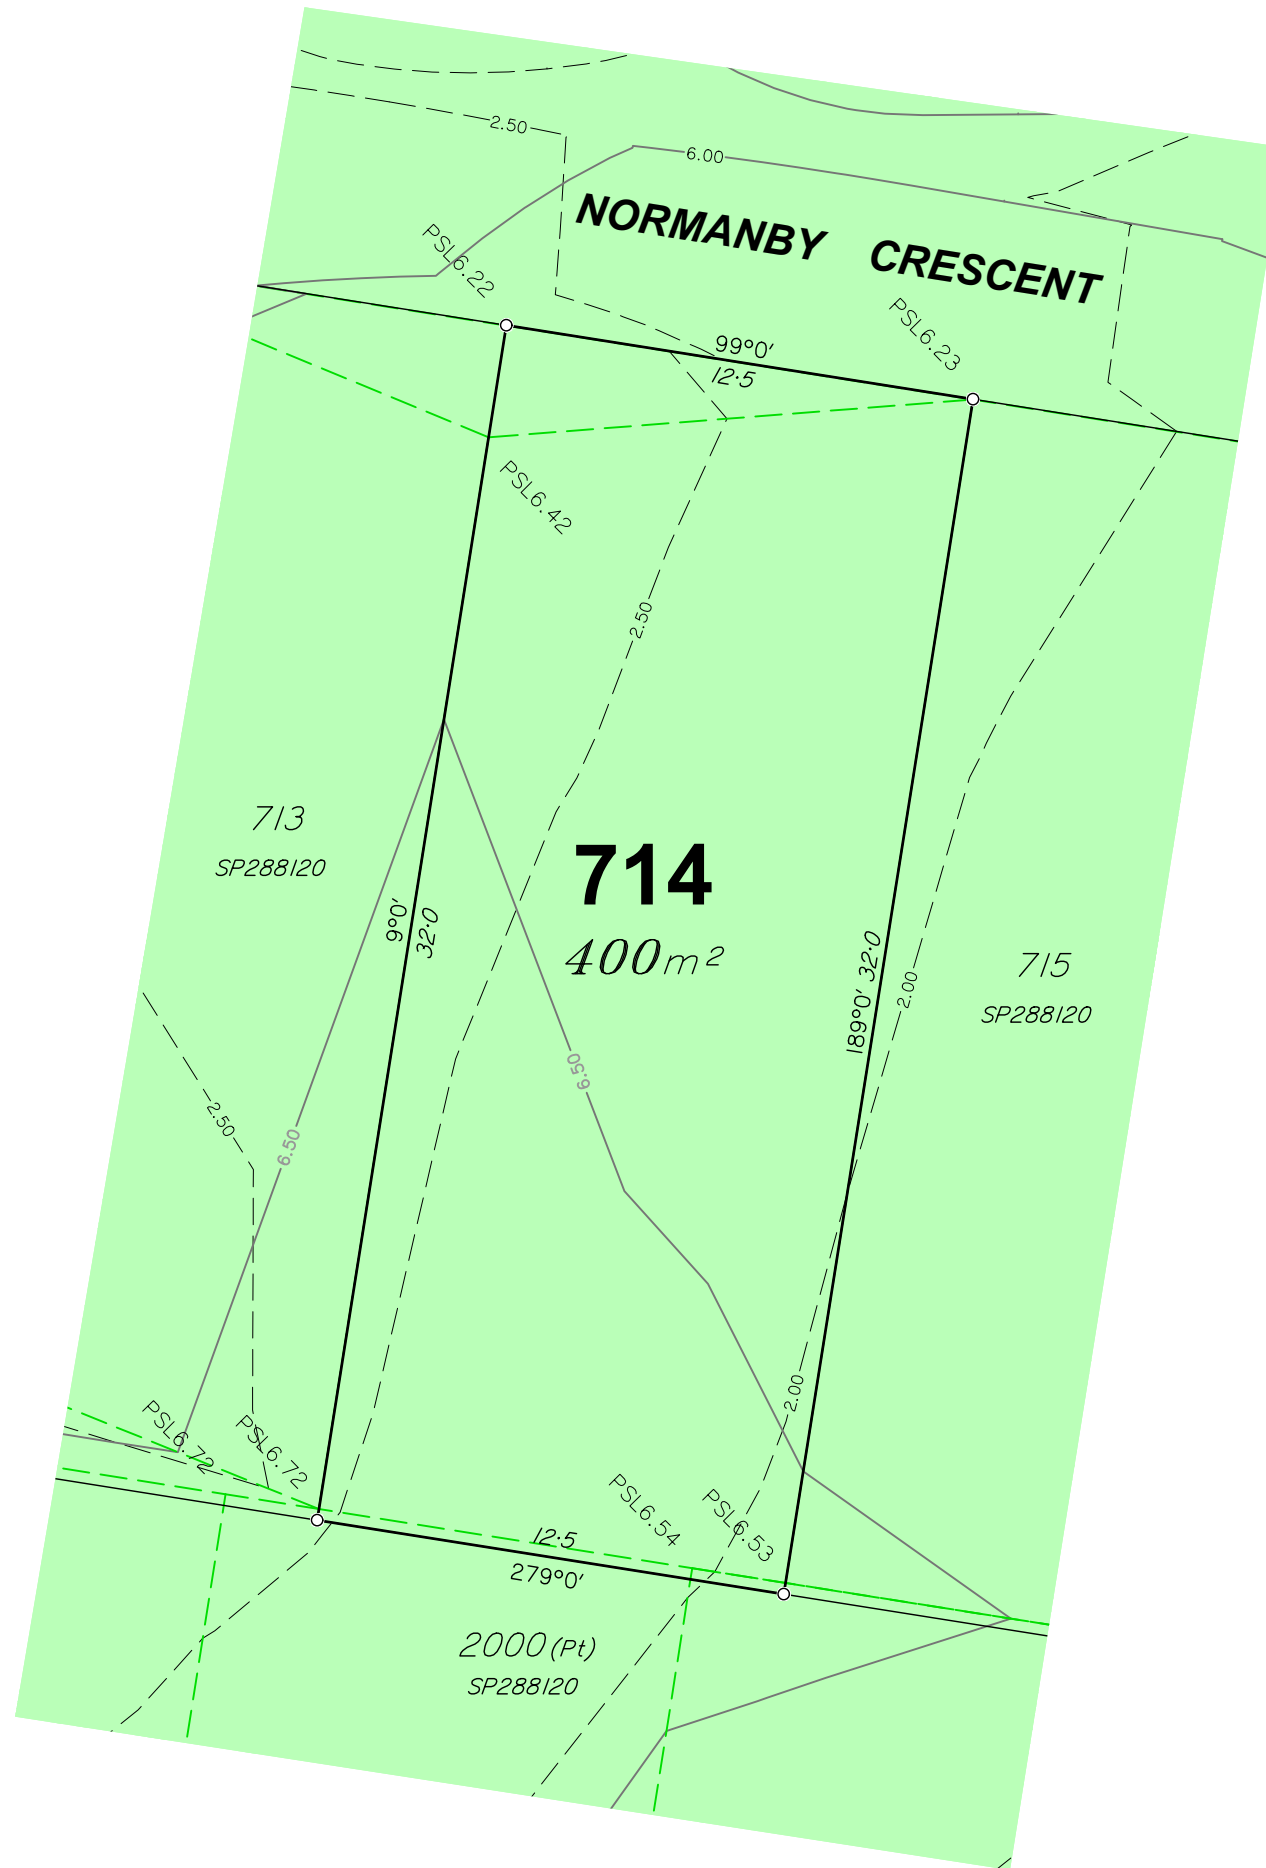 2.50
6.00
NORMANBY CRESCENT
PSL6.22
PSL6.23
99°0'
12·5
PSL6.42
2.50
713
SP288120
714
400m²
9°0'
32·0
189°0' 32·0
2.00
715
SP288120
6.50
2.50
6.50
2.00
PSL6.72
PSL6.72
PSL6.54
PSL6.53
12·5
279°0'
2000(Pt)
SP288120